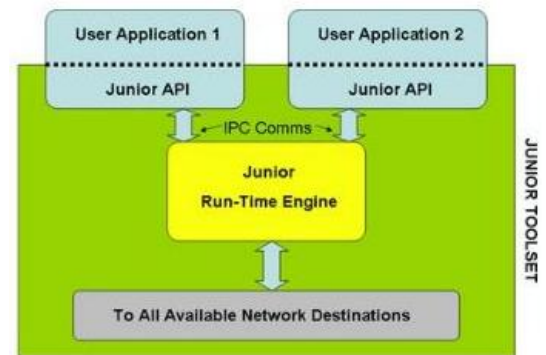 User Application 1
User Application 2
Junior API
Junior API
IPC Comms
Junior
Run-Time Engine
To All Available Network Destinations
JUNIOR TOOLSET